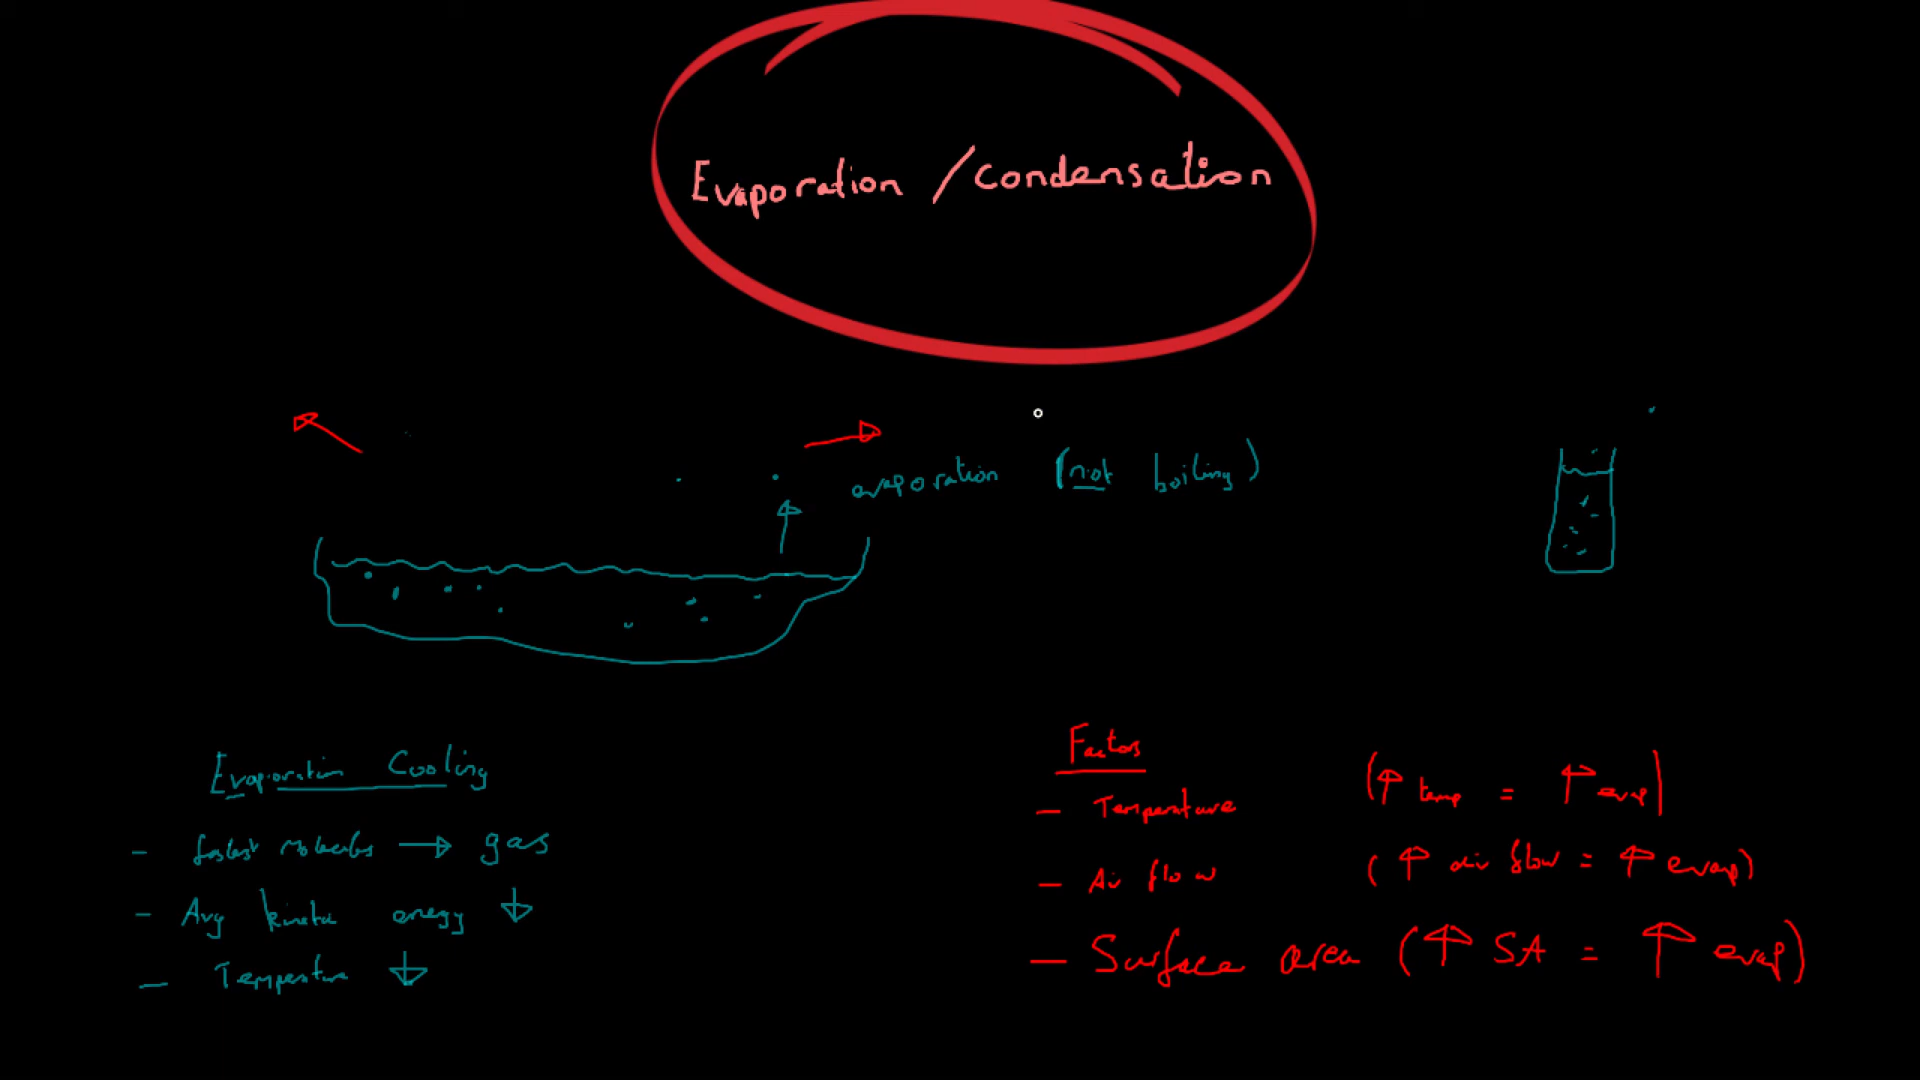 Evaporation / condensation
evaporation (not boiling)
Evaporation Cooling
- fastest molecules → gas
- Avg kinetic energy ↓
- Temperature ↓
Factors
- Temperature (↑ temp = ↑ evap)
- Air flow (↑ air flow = ↑ evap)
- Surface area (↑ SA = ↑ evap)